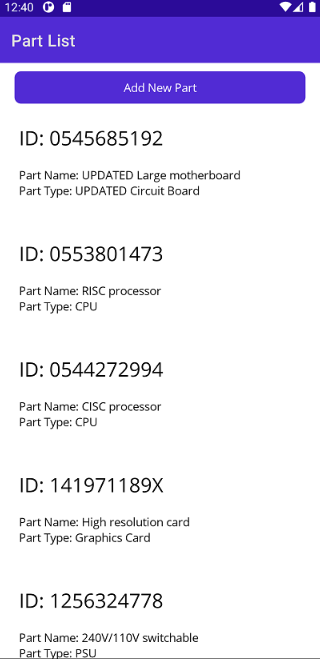 12:40
Part List
Add New Part
ID: 0545685192
Part Name: UPDATED Large motherboard
Part Type: UPDATED Circuit Board
ID: 0553801473
Part Name: RISC processor
Part Type: CPU
ID: 0544272994
Part Name: CISC processor
Part Type: CPU
ID: 141971189X
Part Name: High resolution card
Part Type: Graphics Card
ID: 1256324778
Part Name: 240V/110V switchable
Part Type: PSU